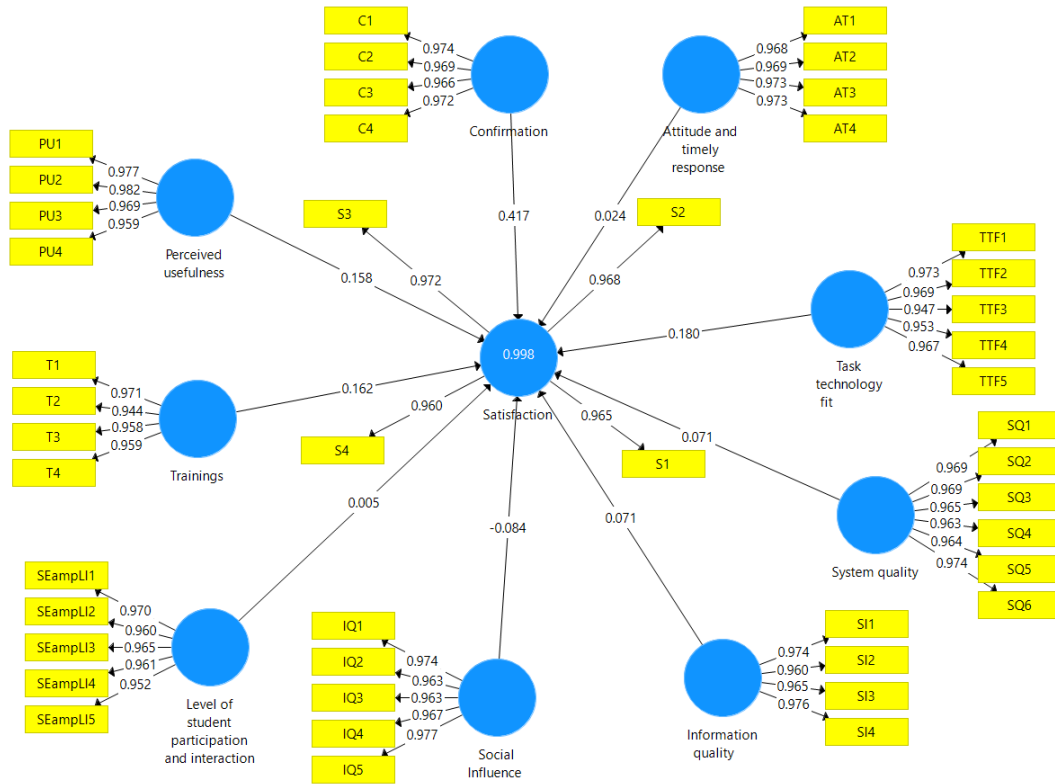 C1
C2
C3
C4
0.974
0.969
0.966
0.972
Confirmation
AT1
AT2
AT3
AT4
0.968
0.969
0.973
0.973
Attitude and
timely
response
PU1
PU2
PU3
PU4
0.977
0.982
0.969
0.959
Perceived
usefulness
S3
S2
0.417
0.024
0.158
0.972
0.968
TTF1
TTF2
TTF3
TTF4
TTF5
0.973
0.969
0.947
0.953
0.967
Task
technology
fit
0.180
0.998
Satisfaction
T1
T2
T3
T4
0.971
0.944
0.958
0.959
Trainings
0.162
0.960
0.965
S4
S1
0.071
SQ1
SQ2
SQ3
SQ4
SQ5
SQ6
0.969
0.969
0.965
0.963
0.964
0.974
System quality
0.005
-0.084
0.071
SEampLI1
SEampLI2
SEampLI3
SEampLI4
SEampLI5
0.970
0.960
0.965
0.961
0.952
Level of
student
participation
and interaction
IQ1
IQ2
IQ3
IQ4
IQ5
0.974
0.963
0.963
0.967
0.977
Social
Influence
SI1
SI2
SI3
SI4
0.974
0.960
0.965
0.976
Information
quality